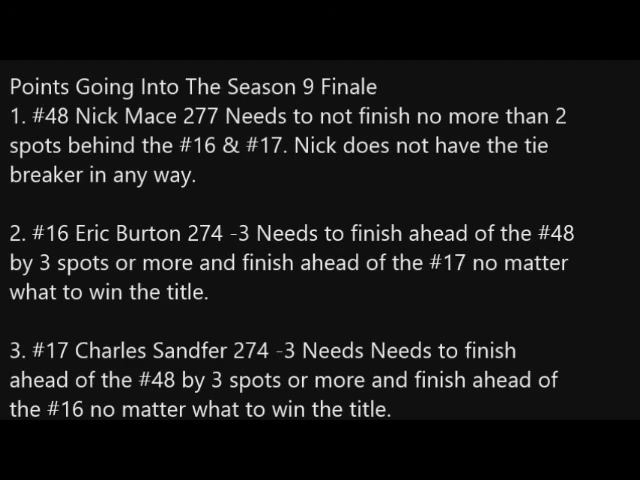 Points Going Into The Season 9 Finale
1. #48 Nick Mace 277 Needs to not finish no more than 2
spots behind the #16 & #17. Nick does not have the tie
breaker in any way.
2. #16 Eric Burton 274 -3 Needs to finish ahead of the #48
by 3 spots or more and finish ahead of the #17 no matter
what to win the title.
3. #17 Charles Sandfer 274 -3 Needs Needs to finish
ahead of the #48 by 3 spots or more and finish ahead of
the #16 no matter what to win the title.